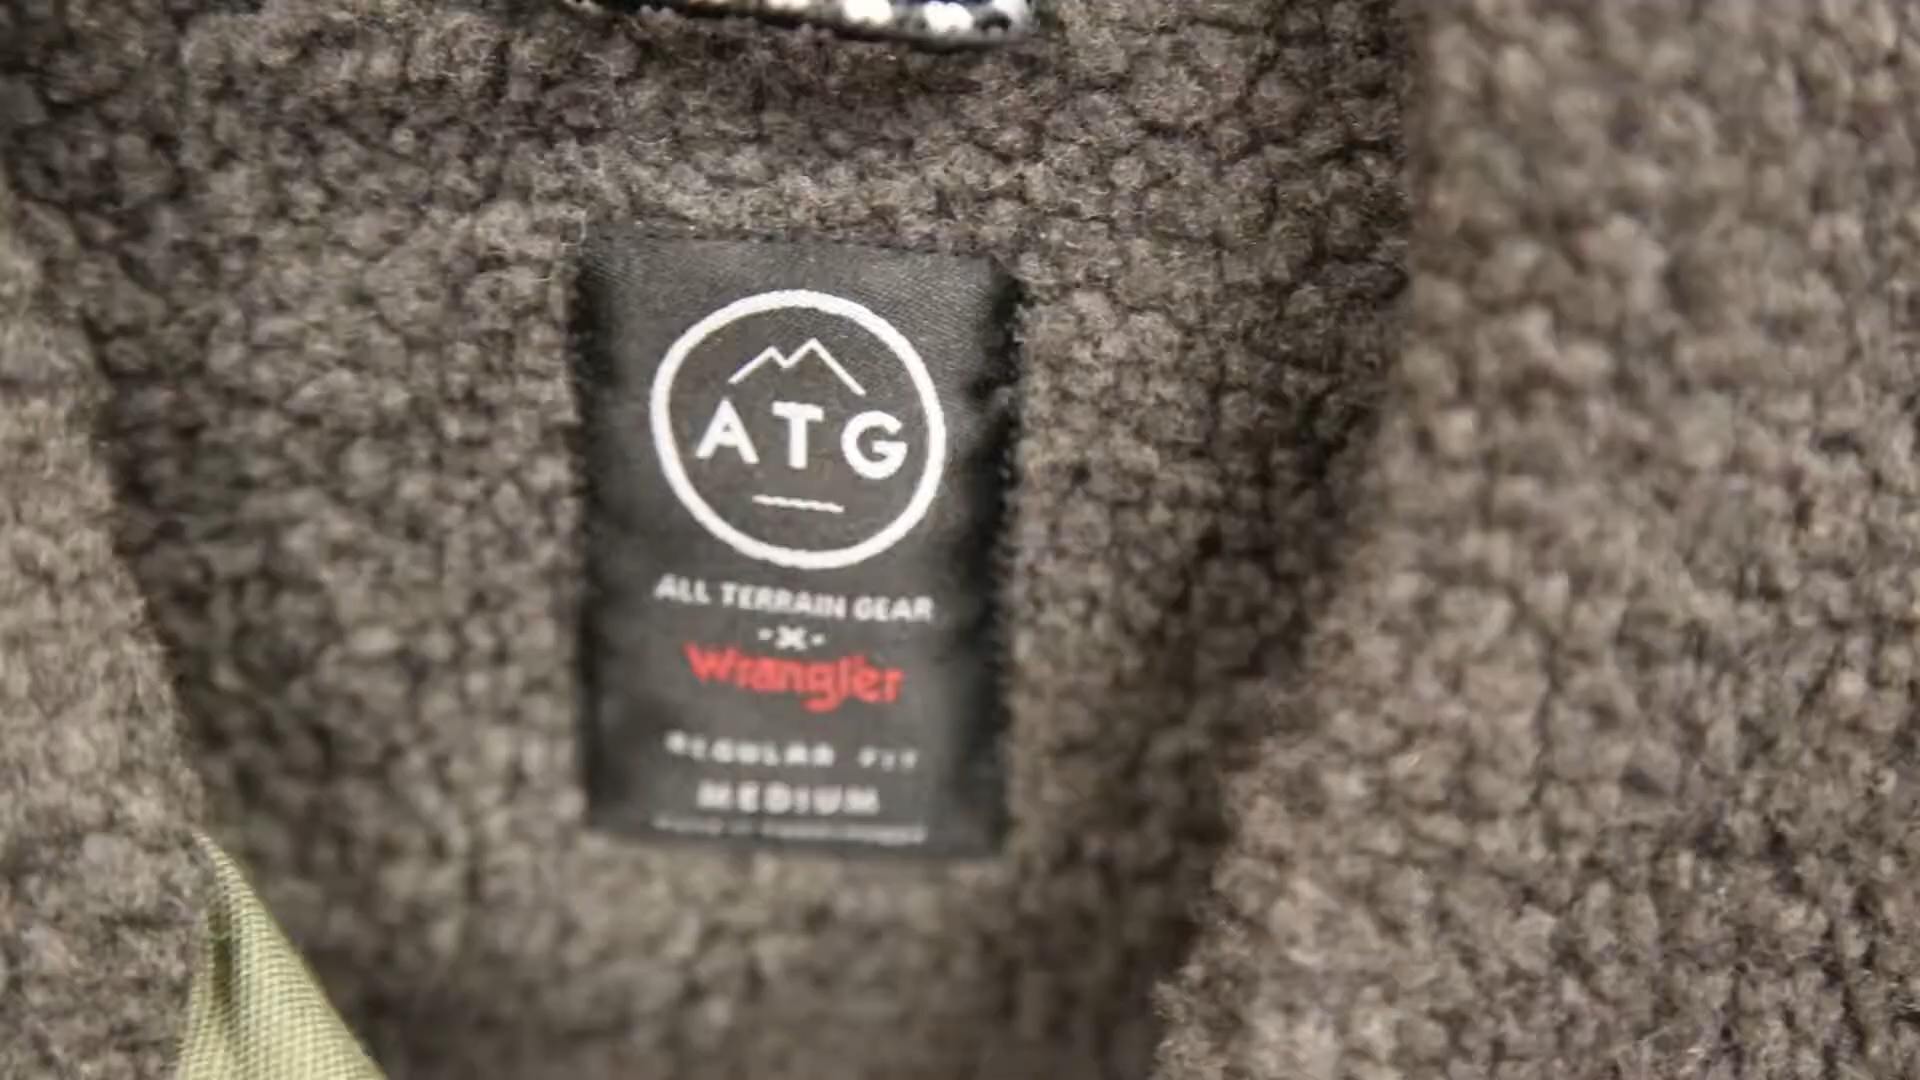 ATG
ALL TERRAIN GEAR
-X-
Wrangler
REGULAR FIT
MEDIUM